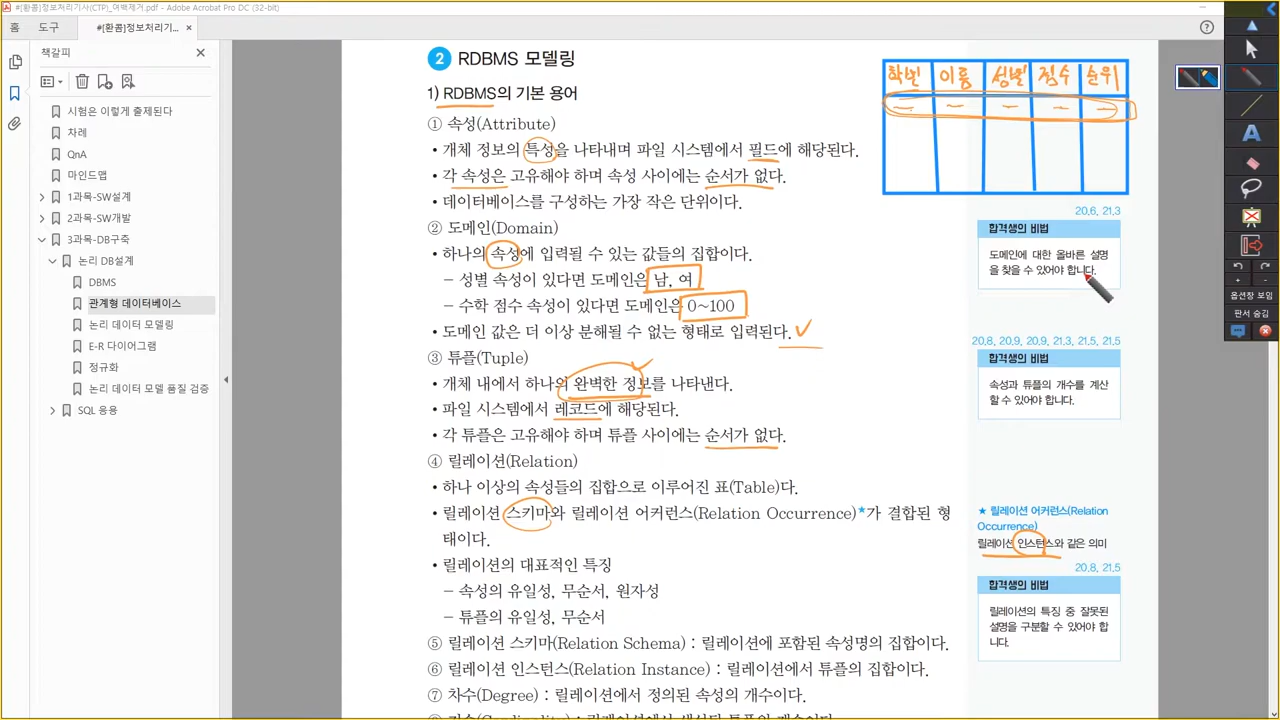 #[환콤]정보처리기사(CTP)_여백제거.pdf - Adobe Acrobat Pro DC (32-bit)
홈
도구
#[환콤]정보처리기... ×
책갈피
시험은 이렇게 출제된다
차례
QnA
마인드맵
1과목-SW설계
2과목-SW개발
3과목-DB구축
논리 DB설계
DBMS
관계형 데이터베이스
논리 데이터 모델링
E-R 다이어그램
정규화
논리 데이터 모델 품질 검증
SQL 응용
2 RDBMS 모델링
1) RDBMS의 기본 용어
① 속성(Attribute)
• 개체 정보의 특성을 나타내며 파일 시스템에서 필드에 해당된다.
• 각 속성은 고유해야 하며 속성 사이에는 순서가 없다.
• 데이터베이스를 구성하는 가장 작은 단위이다.
② 도메인(Domain)
• 하나의 속성에 입력될 수 있는 값들의 집합이다.
– 성별 속성이 있다면 도메인은 남, 여
– 수학 점수 속성이 있다면 도메인은 0~100
• 도메인 값은 더 이상 분해될 수 없는 형태로 입력된다.
③ 튜플(Tuple)
• 개체 내에서 하나의 완벽한 정보를 나타낸다.
• 파일 시스템에서 레코드에 해당된다.
• 각 튜플은 고유해야 하며 튜플 사이에는 순서가 없다.
④ 릴레이션(Relation)
• 하나 이상의 속성들의 집합으로 이루어진 표(Table)다.
• 릴레이션 스키마와 릴레이션 어커런스(Relation Occurrence)★가 결합된 형
태이다.
• 릴레이션의 대표적인 특징
– 속성의 유일성, 무순서, 원자성
– 튜플의 유일성, 무순서
⑤ 릴레이션 스키마(Relation Schema) : 릴레이션에 포함된 속성명의 집합이다.
⑥ 릴레이션 인스턴스(Relation Instance) : 릴레이션에서 튜플의 집합이다.
⑦ 차수(Degree) : 릴레이션에서 정의된 속성의 개수이다.
학년 이름 성별 점수 순위
20.6, 21.3
합격생의 비법
도메인에 대한 올바른 설명
을 찾을 수 있어야 합니다.
20.8, 20.9, 20.9, 21.3, 21.5, 21.5
합격생의 비법
속성과 튜플의 개수를 계산
할 수 있어야 합니다.
★ 릴레이션 어커런스(Relation
Occurrence)
릴레이션 인스턴스와 같은 의미
20.8, 21.5
합격생의 비법
릴레이션의 특징 중 잘못된
설명을 구분할 수 있어야 합
니다.
A
옵션장 보임
판서 숨김